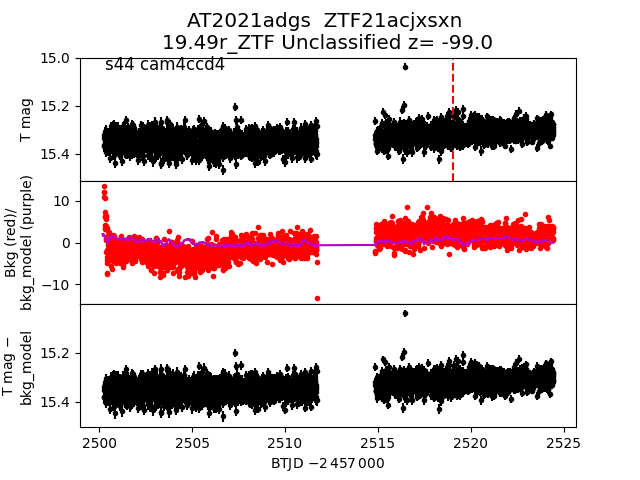 AT2021adgs  ZTF21acjxsxn
19.49r_ZTF Unclassified z= -99.0
s44 cam4ccd4
15.0
15.2
15.4
T mag
10
0
−10
Bkg (red)/
bkg_model (purple)
15.2
15.4
T mag −
bkg_model
2500
2505
2510
2515
2520
2525
BTJD −2 457 000